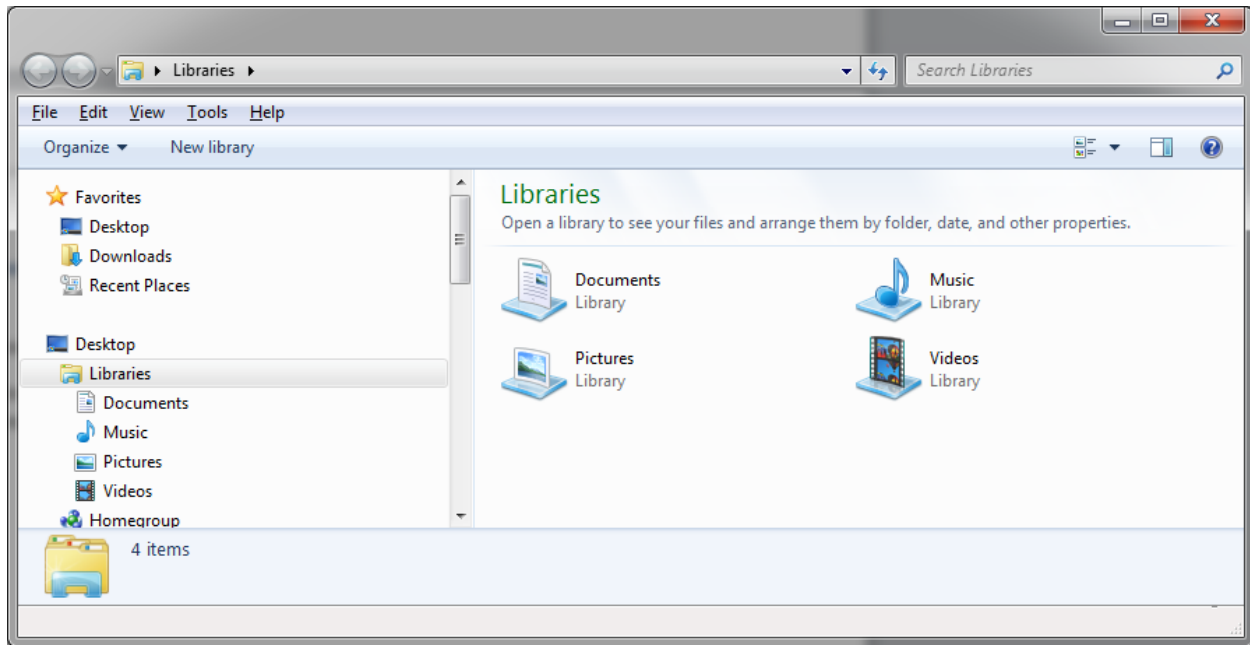 Libraries
Search Libraries
File Edit View Tools Help
Organize New library
Favorites
Desktop
Downloads
Recent Places
Desktop
Libraries
Documents
Music
Pictures
Videos
Homegroup
Libraries
Open a library to see your files and arrange them by folder, date, and other properties.
Documents
Library
Music
Library
Pictures
Library
Videos
Library
4 items